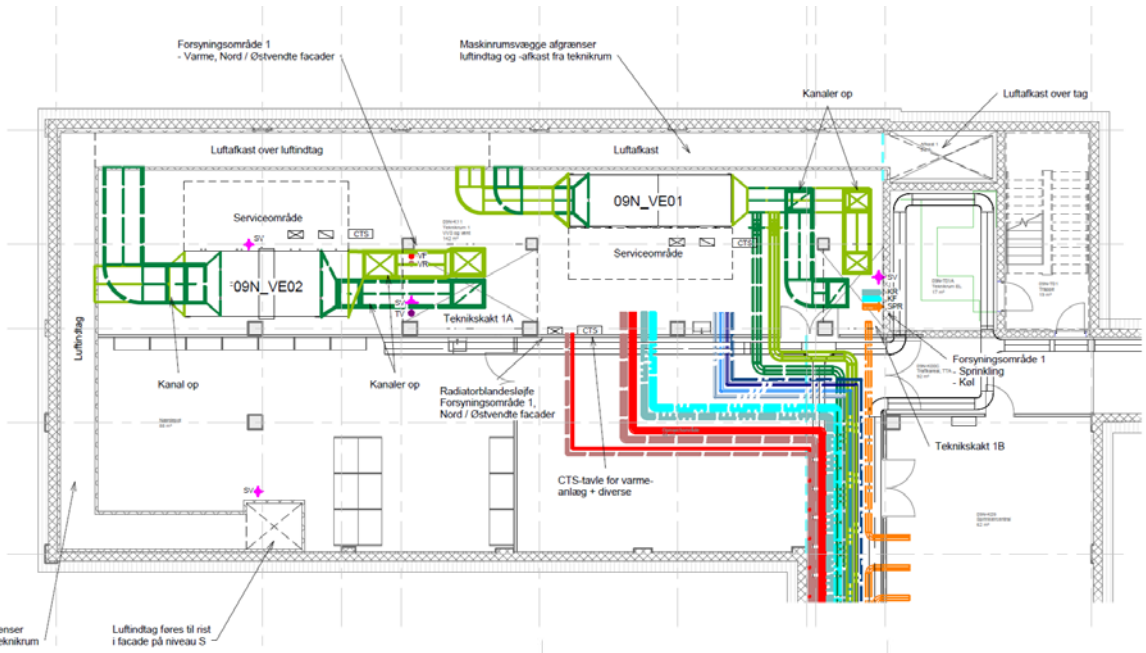 Forsyningsområde 1
- Varme, Nord / Østvendte facader
Maskinrumsvægge afgrænser
luftindtag og -afkast fra teknikrum
Kanaler op
Luftafkast over tag
Luftafkast over luftindtag
Luftafkast
Serviceområde
09N_VE01
CTS
SV
CTS
Serviceområde
VF
VR
SV
09N_VE02
SV
TV
KR
KF
SPR
Teknikskakt 1A
Luftindtag
Kanal op
Kanaler op
Radiatorblandesløjfe
Forsyningsområde 1,
Nord / Østvendte facader
CTS
Forsyningsområde 1
- Sprinkling
- Køl
Teknikskakt 1B
CTS-tavle for varme-
anlæg + diverse
SV
enser
eknikrum
Luftindtag føres til rist
i facade på niveau S